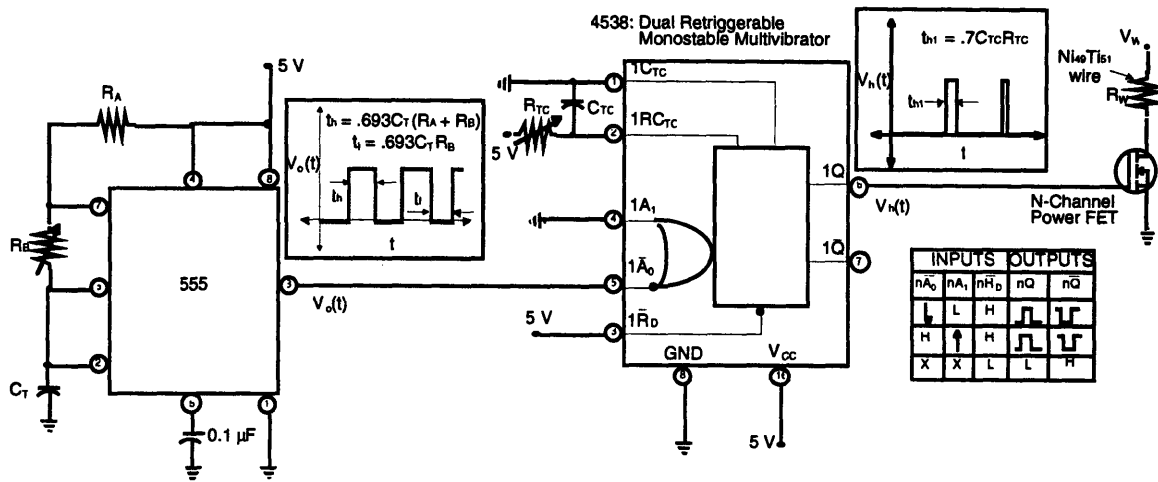 4538: Dual Retriggerable
Monostable Multivibrator
5 V
R_A
4
8
7
R_B
3
2
C_T
555
3
V_o(t)
5
1
0.1 µF
t_h = .693C_T (R_A + R_B)
t_l = .693C_T R_B
V_o(t)
t_h
t_l
t
1
1C_TC
R_TC
C_TC
5 V
2
1RC_TC
4
1A_1
5
1Ā_0
5 V
3
1R̄_D
GND
V_CC
8
16
5 V
1Q
6
V_h(t)
1Q̄
7
t_h1 = .7C_TC R_TC
V_h(t)
t_h1
t
V_W
Ni_49Ti_51
wire
R_W
N-Channel
Power FET
INPUTS OUTPUTS
nĀ_0 nA_1 nR̄_D nQ nQ̄
L H
H H
X X L L H